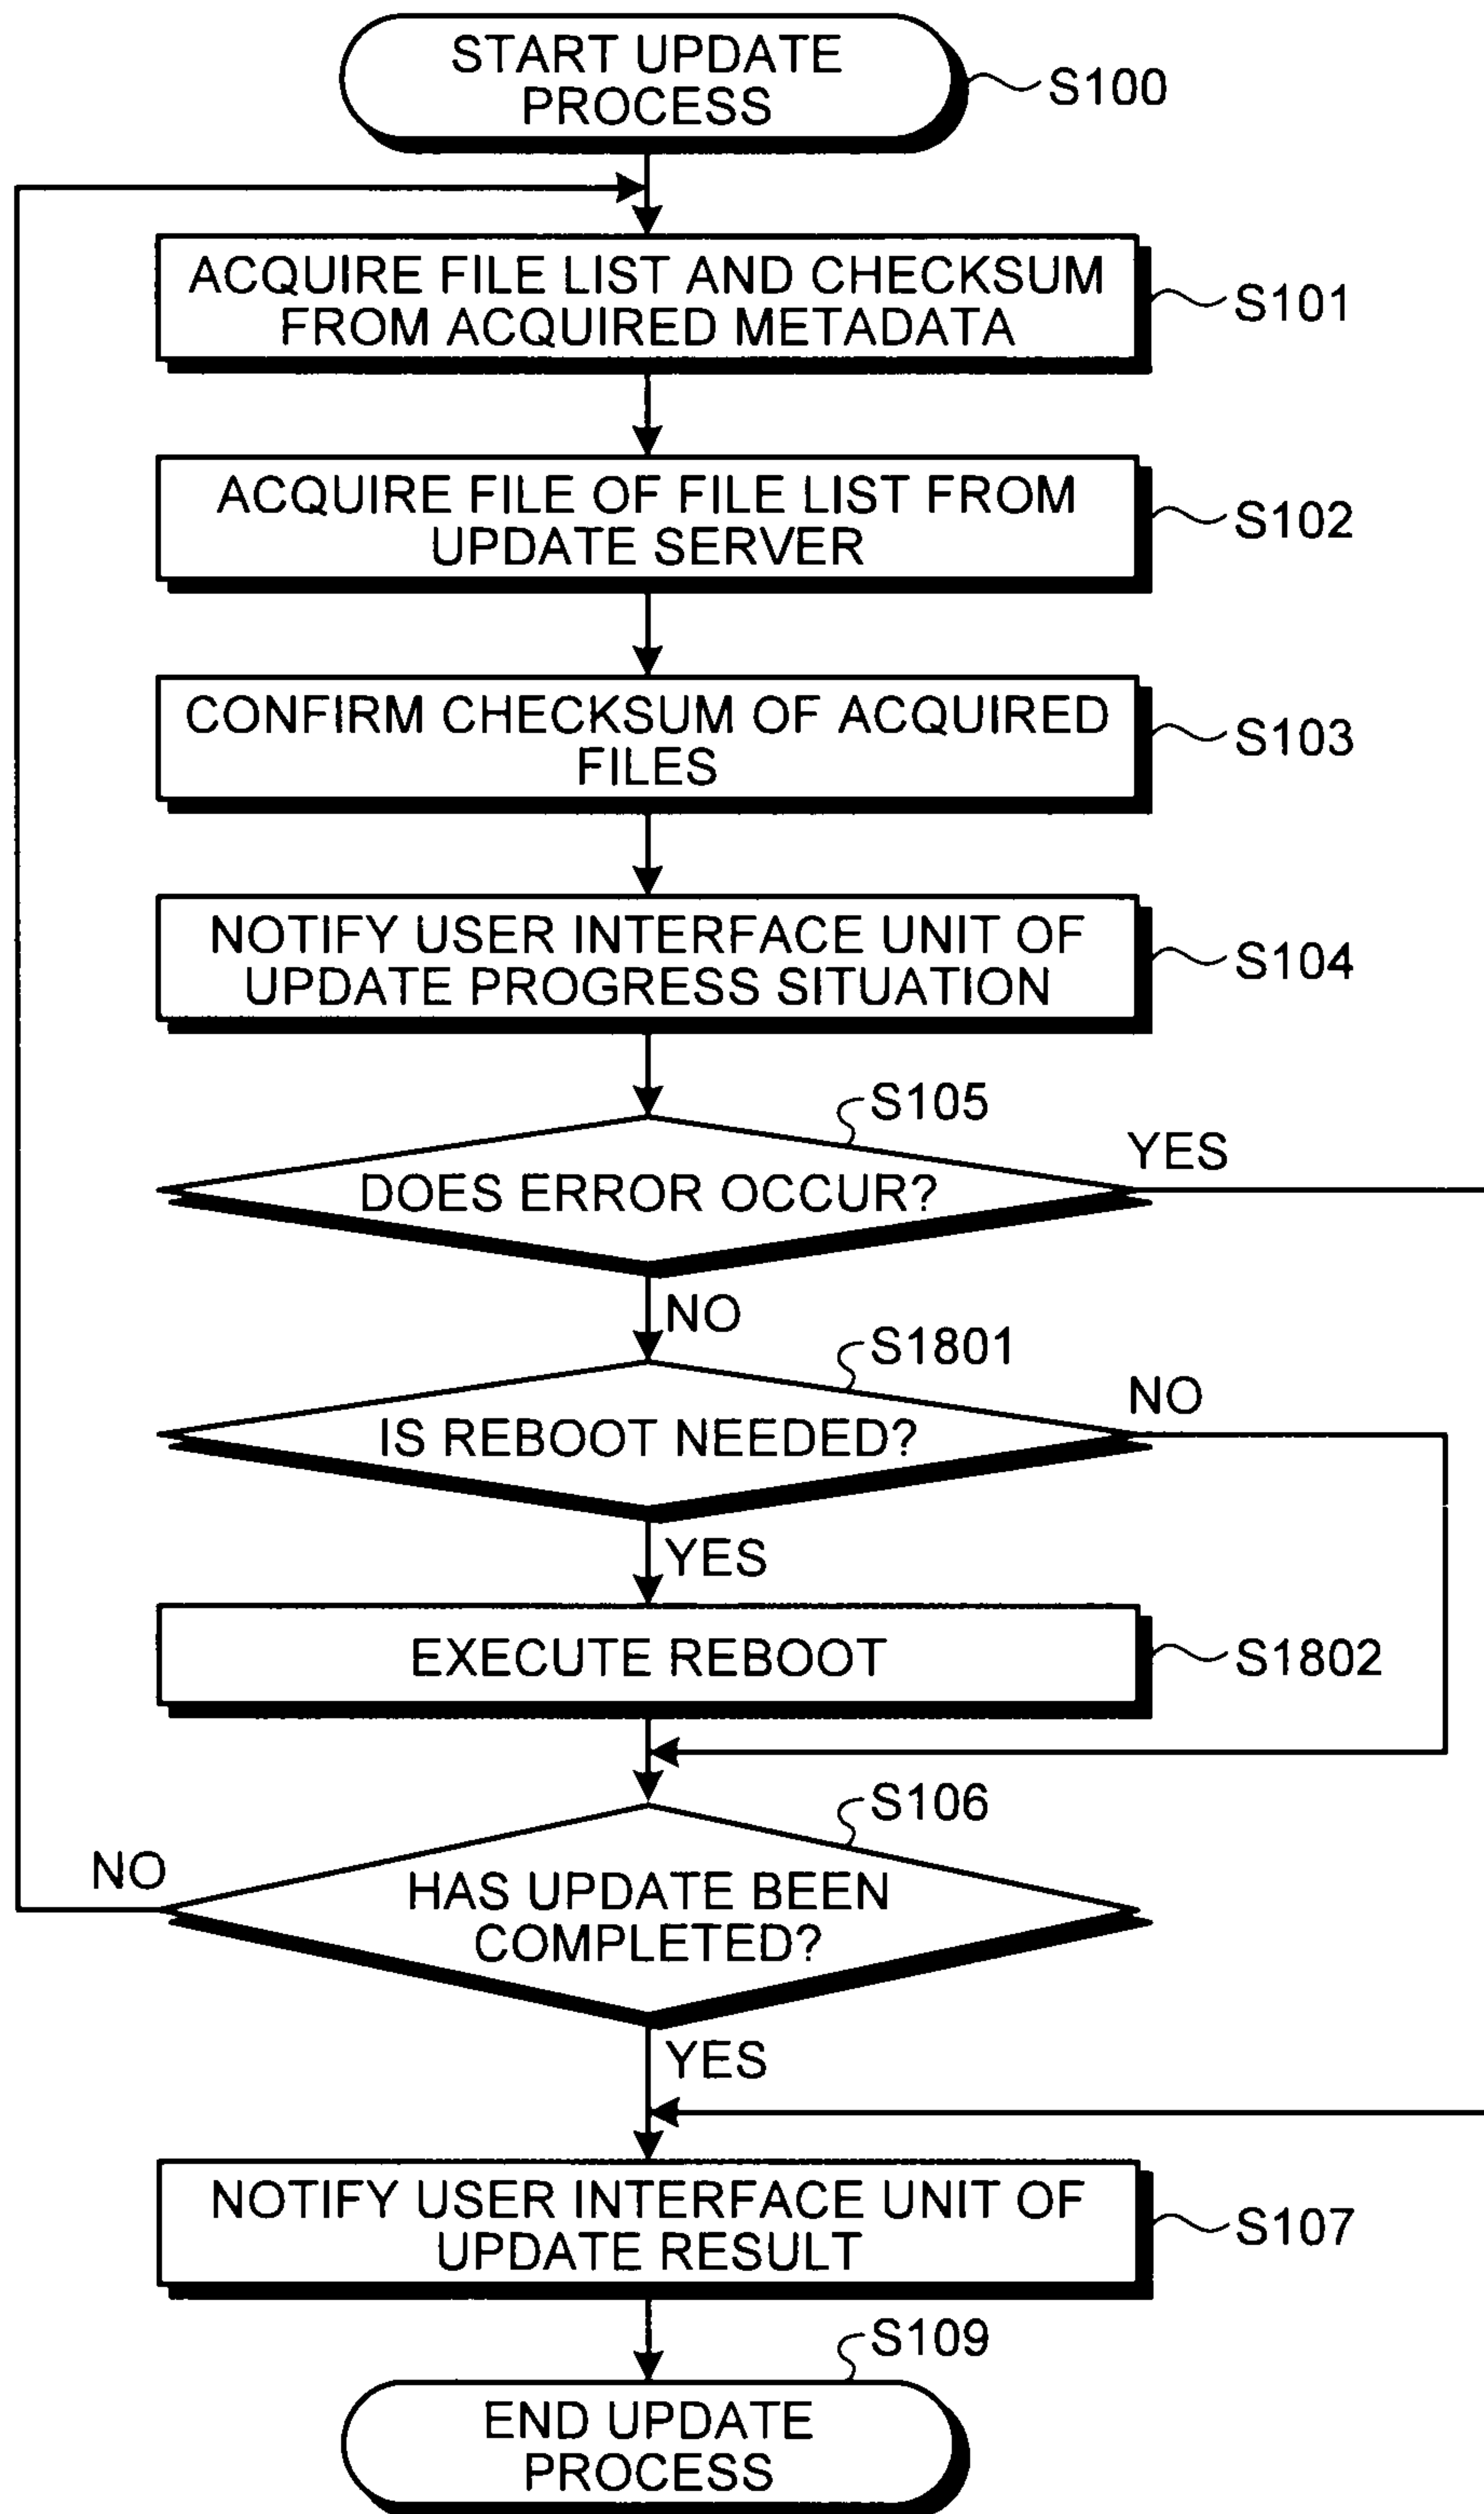 START UPDATE
PROCESS
S100
ACQUIRE FILE LIST AND CHECKSUM
FROM ACQUIRED METADATA
S101
ACQUIRE FILE OF FILE LIST FROM
UPDATE SERVER
S102
CONFIRM CHECKSUM OF ACQUIRED
FILES
S103
NOTIFY USER INTERFACE UNIT OF
UPDATE PROGRESS SITUATION
S104
S105
YES
DOES ERROR OCCUR?
NO
S1801
NO
IS REBOOT NEEDED?
YES
EXECUTE REBOOT
S1802
S106
NO
HAS UPDATE BEEN
COMPLETED?
YES
NOTIFY USER INTERFACE UNIT OF
UPDATE RESULT
S107
S109
END UPDATE
PROCESS